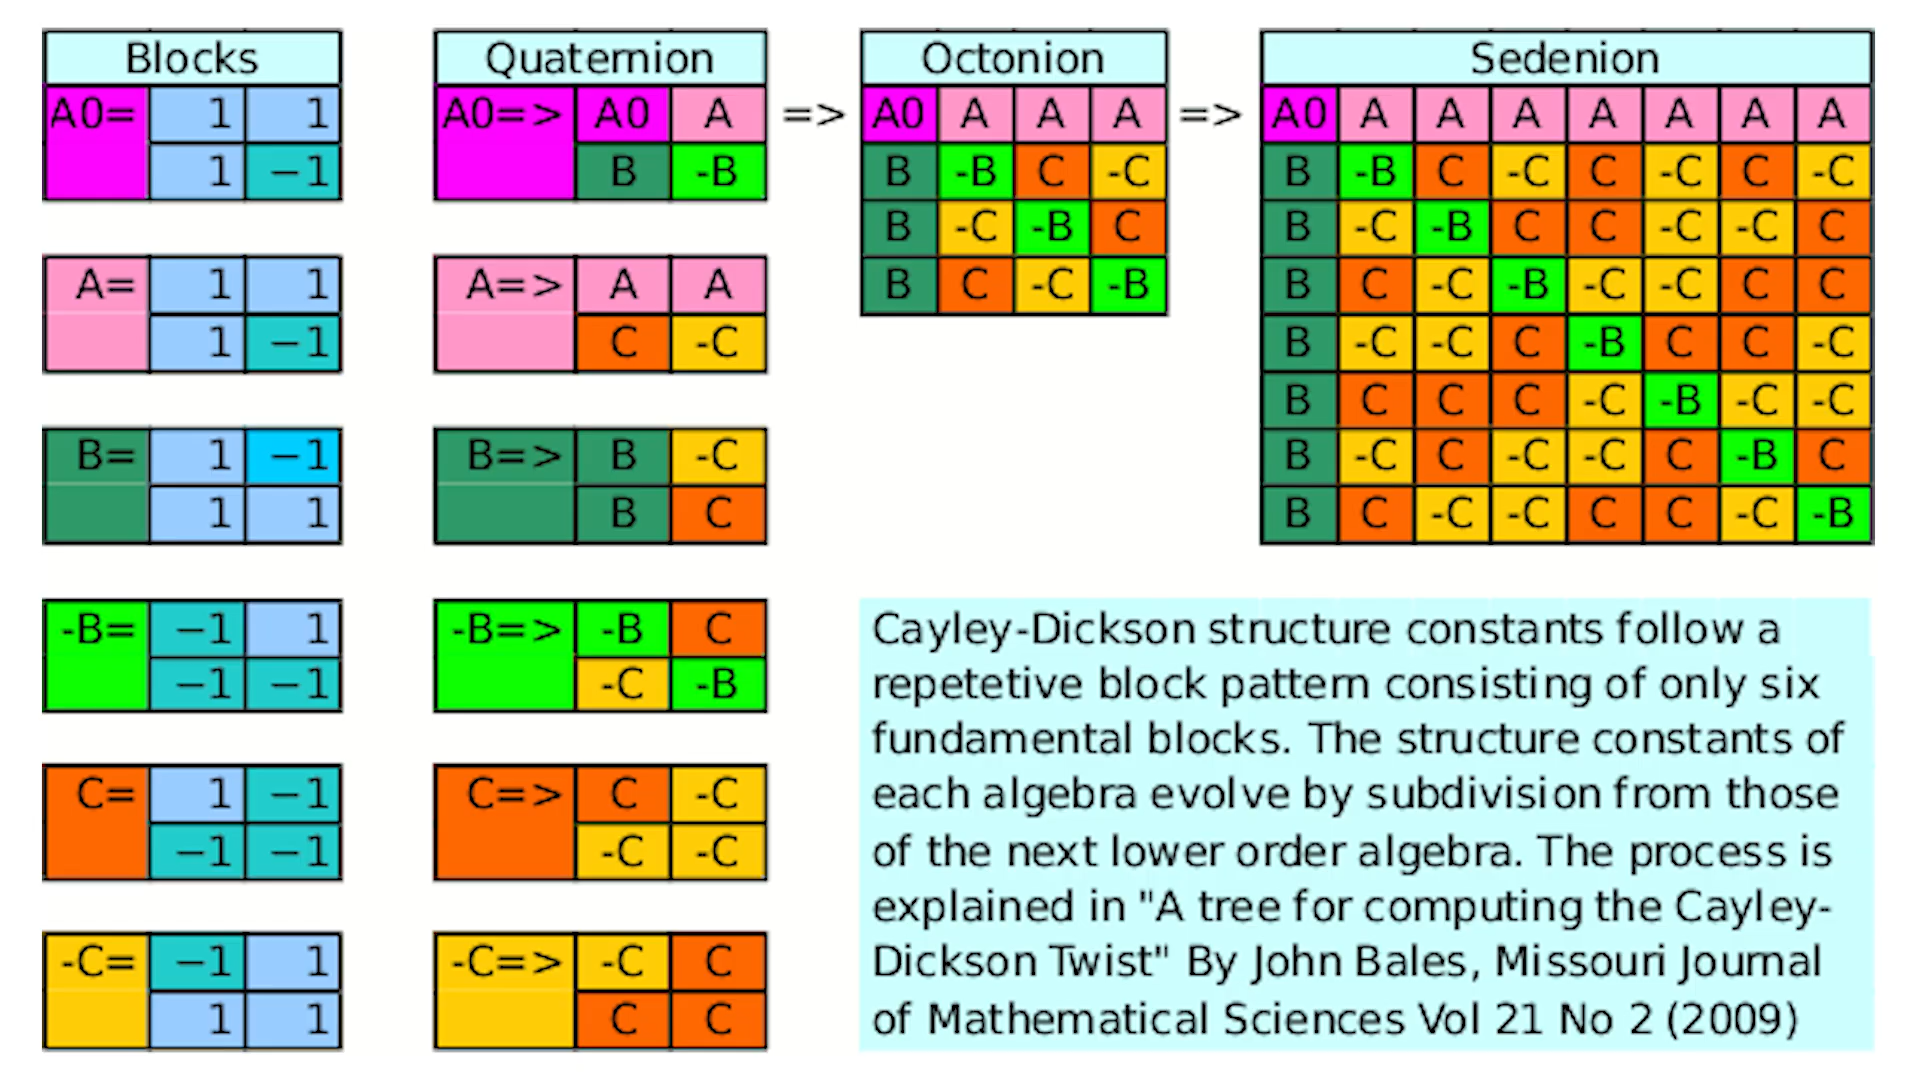 Blocks Quaternion Octonion Sedenion
A0= 1 1 A0=> A0 A => A0 A A A => A0 A A A A A A A
1 −1 B -B B -B C -C B -B C -C C -C C -C
B -C -B C B -C -B C C -C -C C
A= 1 1 A=> A A B C -C -B B C -C -B -C -C C C
1 −1 C -C B -C -C C -B C C -C
B C C C -C -B -C -C
B= 1 −1 B=> B -C B -C C -C -C C -B C
1 1 B C B C -C -C C C -C -B
-B= −1 1 -B=> -B C
−1 −1 -C -B
C= 1 −1 C=> C -C
−1 −1 -C -C
-C= −1 1 -C=> -C C
1 1 C C
Cayley-Dickson structure constants follow a
repetetive block pattern consisting of only six
fundamental blocks. The structure constants of
each algebra evolve by subdivision from those
of the next lower order algebra. The process is
explained in "A tree for computing the Cayley-
Dickson Twist" By John Bales, Missouri Journal
of Mathematical Sciences Vol 21 No 2 (2009)